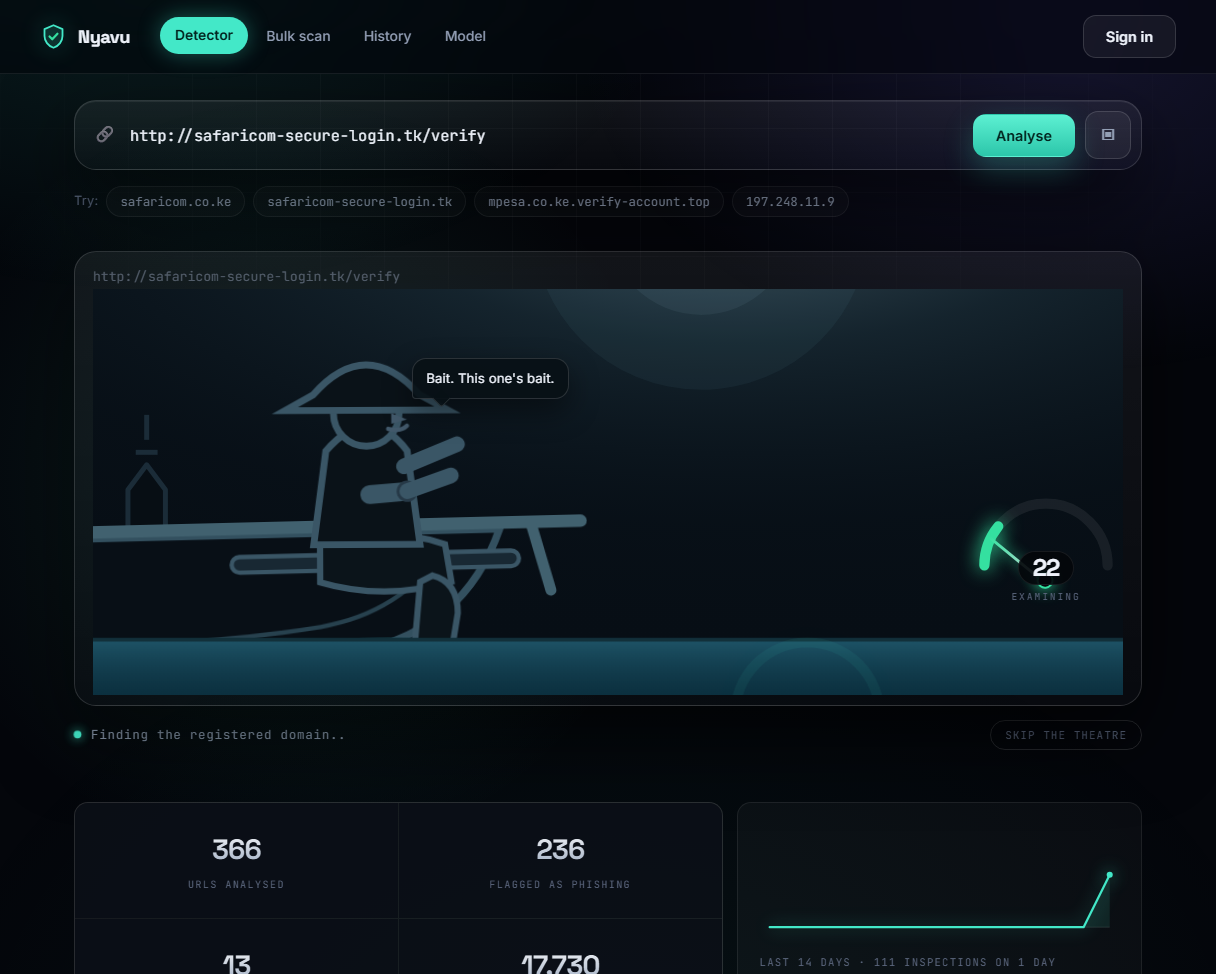 Nyavu
Detector
Bulk scan
History
Model
Sign in
http://safaricom-secure-login.tk/verify
Analyse
Try:
safaricom.co.ke
safaricom-secure-login.tk
mpesa.co.ke.verify-account.top
197.248.11.9
http://safaricom-secure-login.tk/verify
Bait. This one's bait.
22
EXAMINING
Finding the registered domain..
SKIP THE THEATRE
366
URLS ANALYSED
236
FLAGGED AS PHISHING
13
17,730
LAST 14 DAYS · 111 INSPECTIONS ON 1 DAY